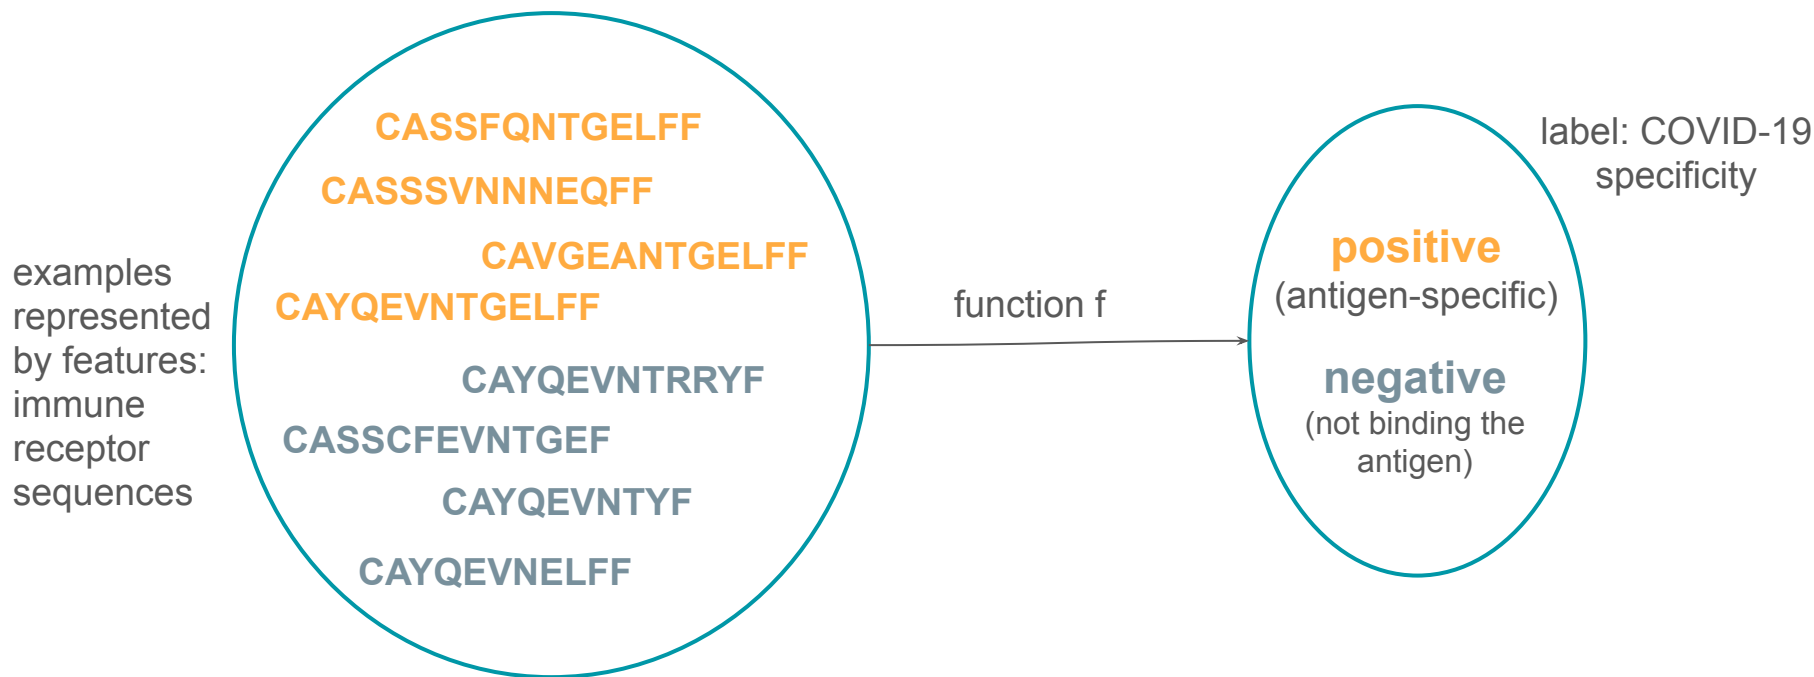 examples
represented
by features:
immune
receptor
sequences
CASSFQNTGELFF
CASSSVNNNEQFF
CAVGEANTGELFF
CAYQEVNTGELFF
CAYQEVNTRRYF
CASSCFEVNTGEF
CAYQEVNTYF
CAYQEVNELFF
function f
positive
(antigen-specific)
negative
(not binding the
antigen)
label: COVID-19
specificity